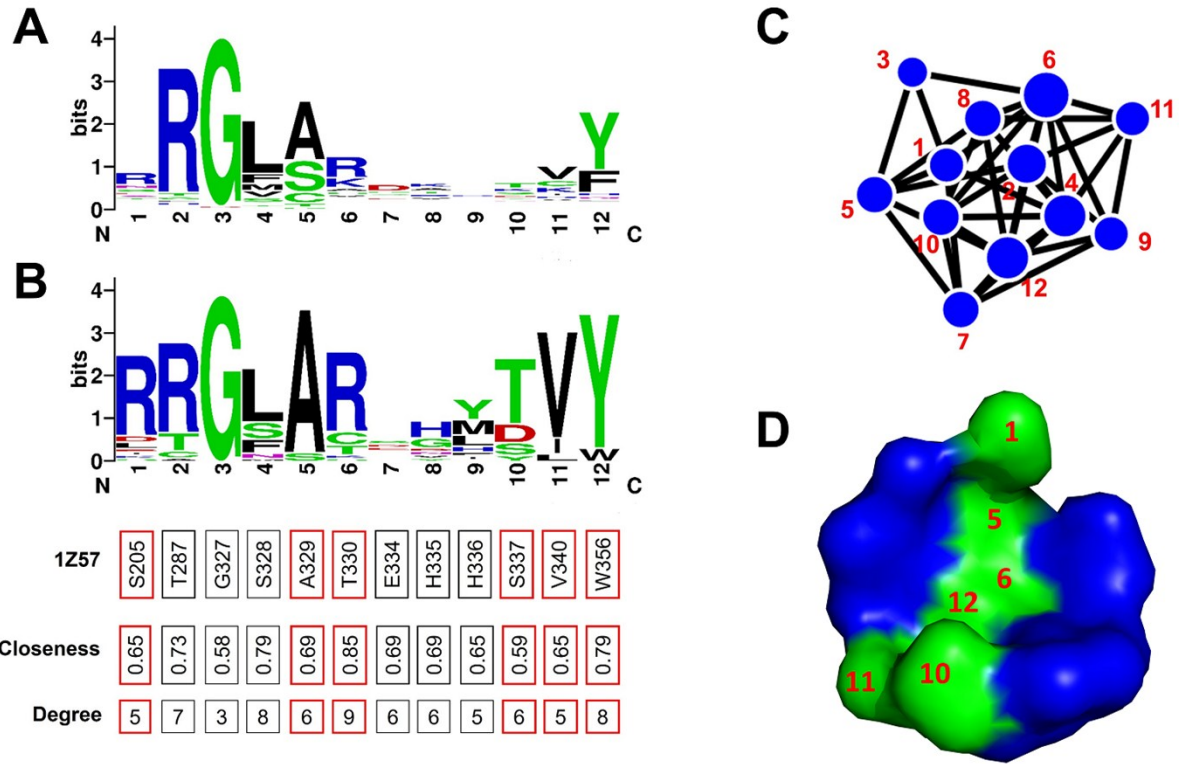 A
bits
4
3
2
1
0
R G L A R V Y
S K D F
1 2 3 4 5 6 7 8 9 10 11 12
N C
B
bits
4
3
2
1
0
R R G L A R H Y T V Y
T S C G M D I W
1 2 3 4 5 6 7 8 9 10 11 12
N C
1Z57 S205 T287 G327 S328 A329 T330 E334 H335 H336 S337 V340 W356
Closeness 0.65 0.73 0.58 0.79 0.69 0.85 0.69 0.69 0.65 0.59 0.65 0.79
Degree 5 7 3 8 6 9 6 6 5 6 5 8
C
3 6
8 11
1
2 4
5
10 9
12
7
D
1
5
6
12
11 10